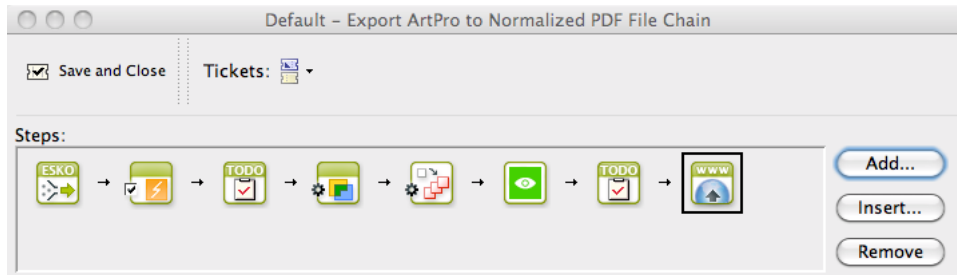 Default – Export ArtPro to Normalized PDF File Chain
Save and Close Tickets:
Steps:
ESKO TODO TODO WWW
Add...
Insert...
Remove